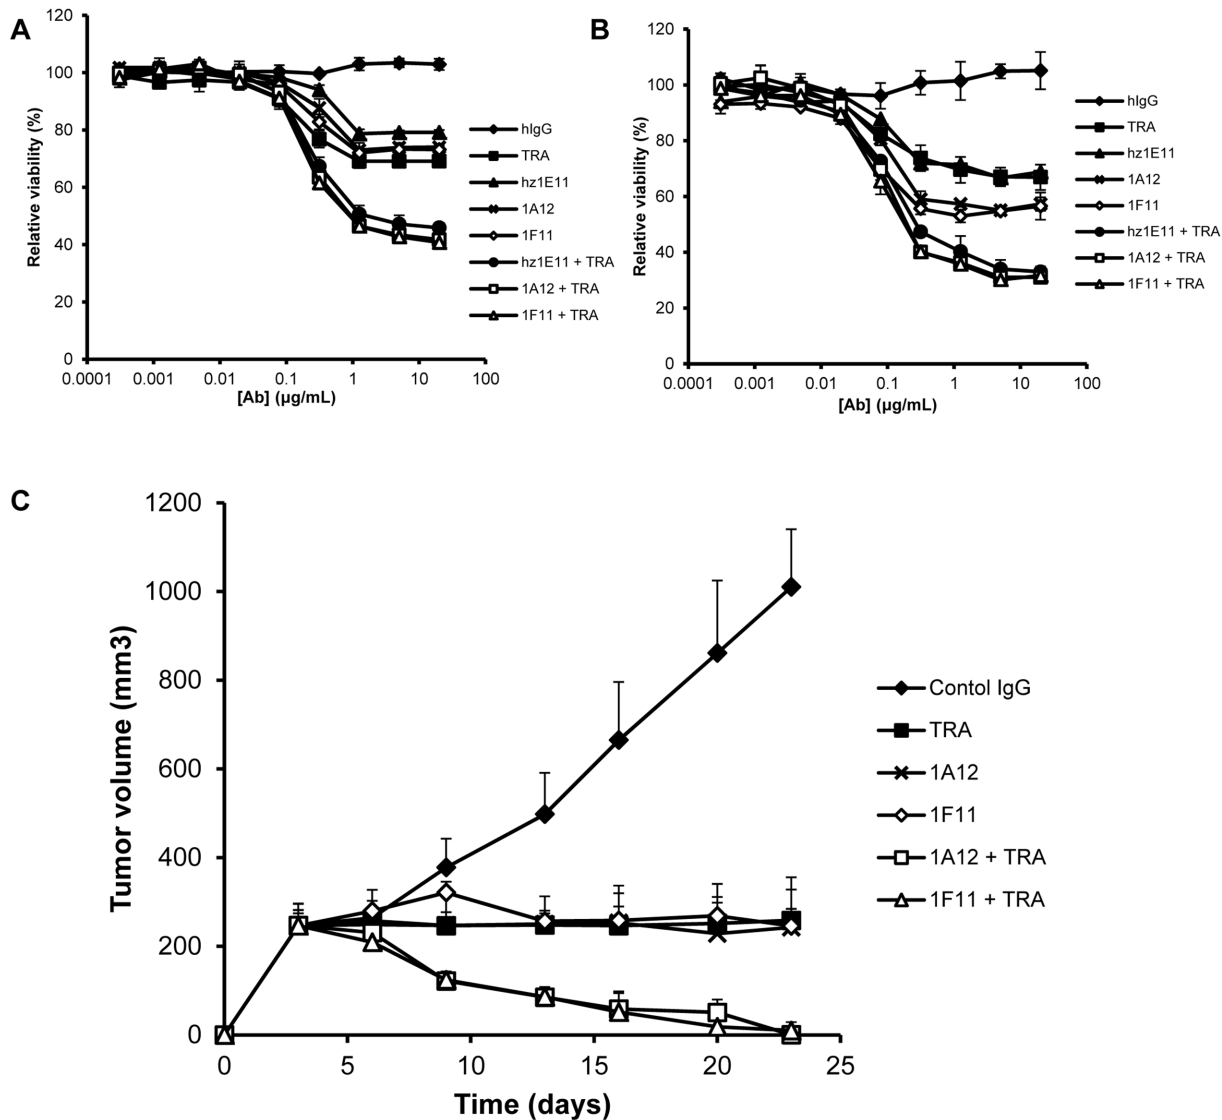 A
120
100
80
60
40
20
0
Relative viability (%)
0.0001
0.001
0.01
0.1
1
10
100
[Ab] (µg/mL)
hIgG
TRA
hz1E11
1A12
1F11
hz1E11 + TRA
1A12 + TRA
1F11 + TRA
B
120
100
80
60
40
20
0
Relative viability (%)
0.0001
0.001
0.01
0.1
1
10
100
[Ab] (µg/mL)
hIgG
TRA
hz1E11
1A12
1F11
hz1E11 + TRA
1A12 + TRA
1F11 + TRA
C
1200
1000
800
600
400
200
0
Tumor volume (mm3)
0
5
10
15
20
25
Time (days)
Contol IgG
TRA
1A12
1F11
1A12 + TRA
1F11 + TRA